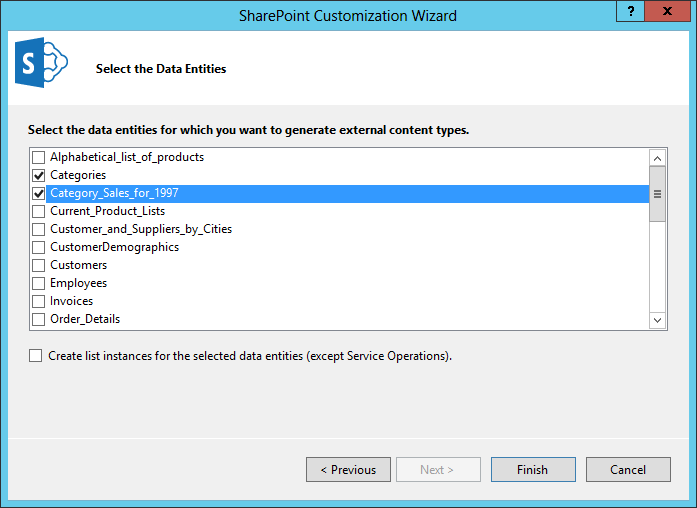 SharePoint Customization Wizard
?
x
S
Select the Data Entities
Select the data entities for which you want to generate external content types.
Alphabetical_list_of_products
Categories
Category_Sales_for_1997
Current_Product_Lists
Customer_and_Suppliers_by_Cities
CustomerDemographics
Customers
Employees
Invoices
Order_Details
Create list instances for the selected data entities (except Service Operations).
< Previous
Next >
Finish
Cancel